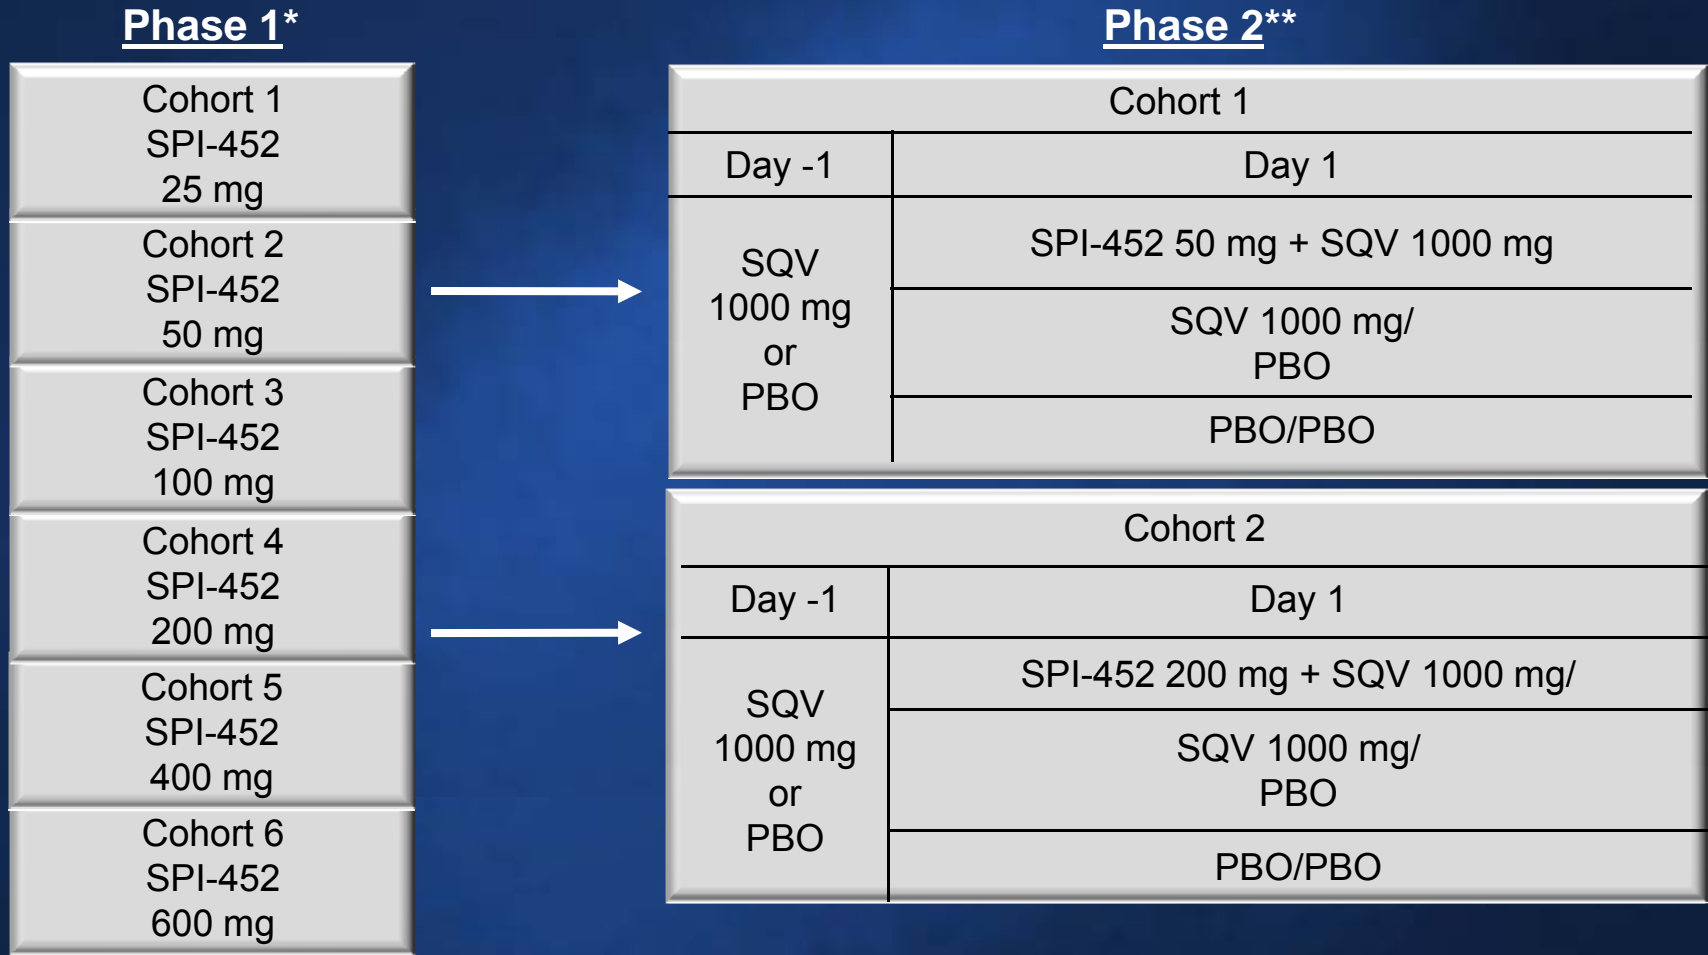 Phase 1*
Cohort 1
SPI-452
25 mg
Cohort 2
SPI-452
50 mg
Cohort 3
SPI-452
100 mg
Cohort 4
SPI-452
200 mg
Cohort 5
SPI-452
400 mg
Cohort 6
SPI-452
600 mg
Phase 2**
Cohort 1
Day -1
Day 1
SQV
1000 mg
or
PBO
SPI-452 50 mg + SQV 1000 mg
SQV 1000 mg/
PBO
PBO/PBO
Cohort 2
Day -1
Day 1
SQV
1000 mg
or
PBO
SPI-452 200 mg + SQV 1000 mg/
SQV 1000 mg/
PBO
PBO/PBO